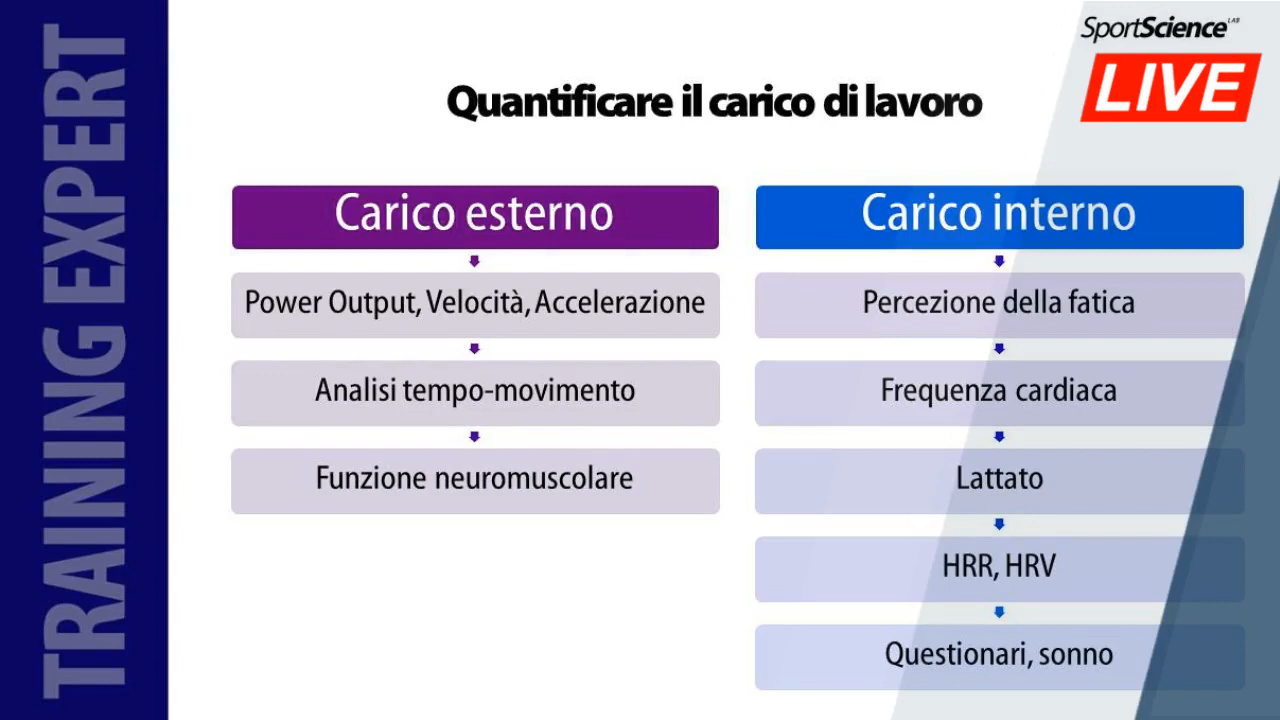 TRAINING EXPERT
SportScience LAB
LIVE
Quantificare il carico di lavoro
Carico esterno
Power Output, Velocità, Accelerazione
Analisi tempo-movimento
Funzione neuromuscolare
Carico interno
Percezione della fatica
Frequenza cardiaca
Lattato
HRR, HRV
Questionari, sonno